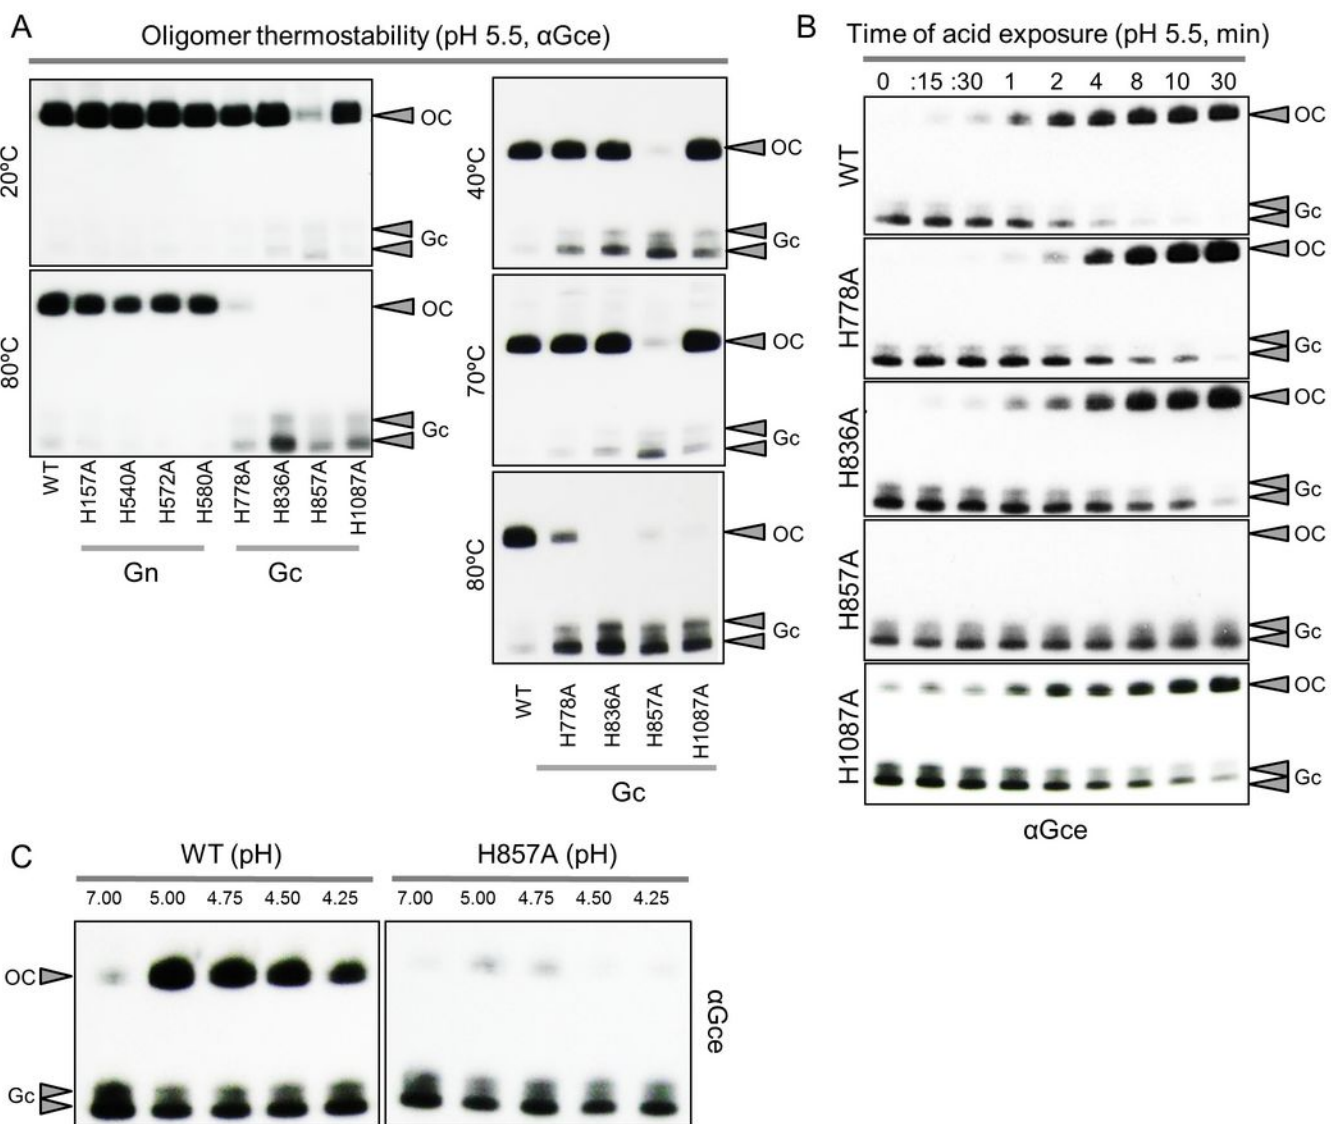 A
Oligomer thermostability (pH 5.5, αGce)
20ºC
OC
Gc
80ºC
OC
Gc
WT
H157A
H540A
H572A
H580A
H778A
H836A
H857A
H1087A
Gn
Gc
40ºC
OC
Gc
70ºC
OC
Gc
80ºC
OC
Gc
WT
H778A
H836A
H857A
H1087A
Gc
B
Time of acid exposure (pH 5.5, min)
0 :15 :30 1 2 4 8 10 30
WT
OC
Gc
H778A
OC
Gc
H836A
OC
Gc
H857A
OC
Gc
H1087A
OC
Gc
αGce
C
WT (pH)
H857A (pH)
7.00 5.00 4.75 4.50 4.25
7.00 5.00 4.75 4.50 4.25
OC
Gc
αGce